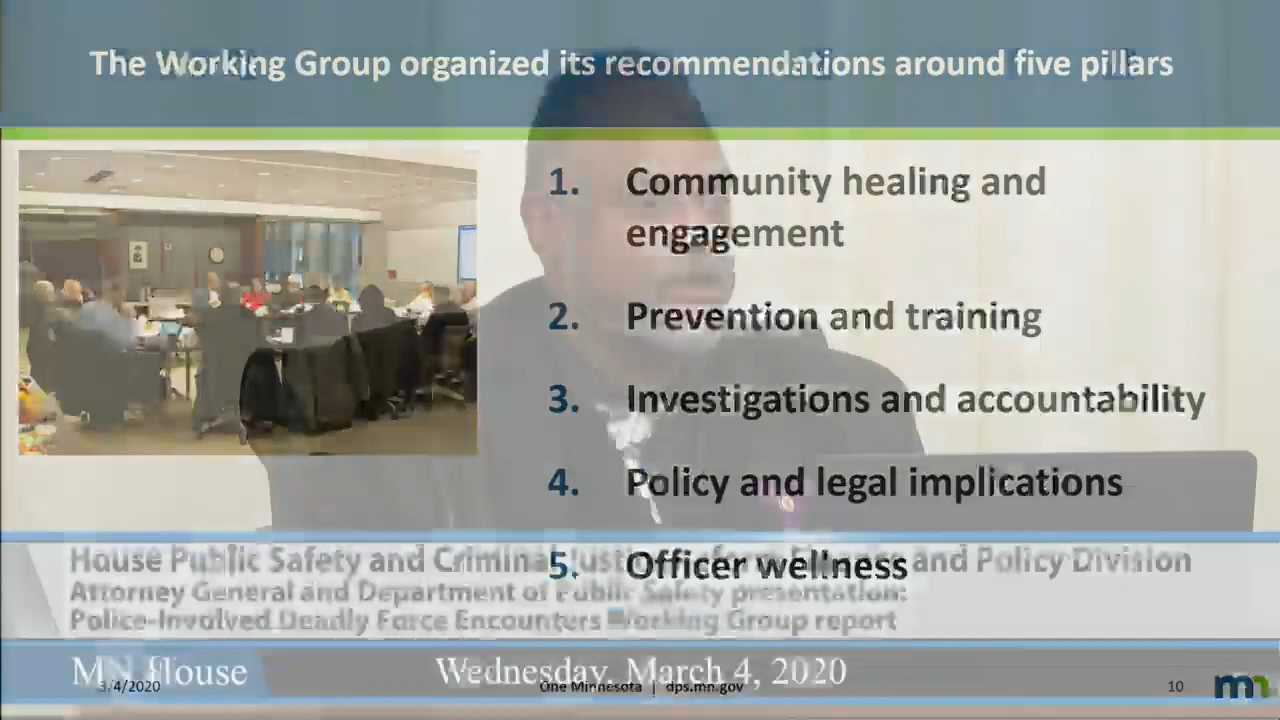 The Working Group organized its recommendations around five pillars
1. Community healing and
engagement
2. Prevention and training
3. Investigations and accountability
4. Policy and legal implications
5. Officer wellness
House Public Safety and Criminal and Policy Division
Attorney General and Department of Public Safety presentation:
Police-Involved Deadly Force Encounters Working Group report
MN House
Wednesday, March 4, 2020
3/4/2020
One Minnesota | dps.mn.gov
10